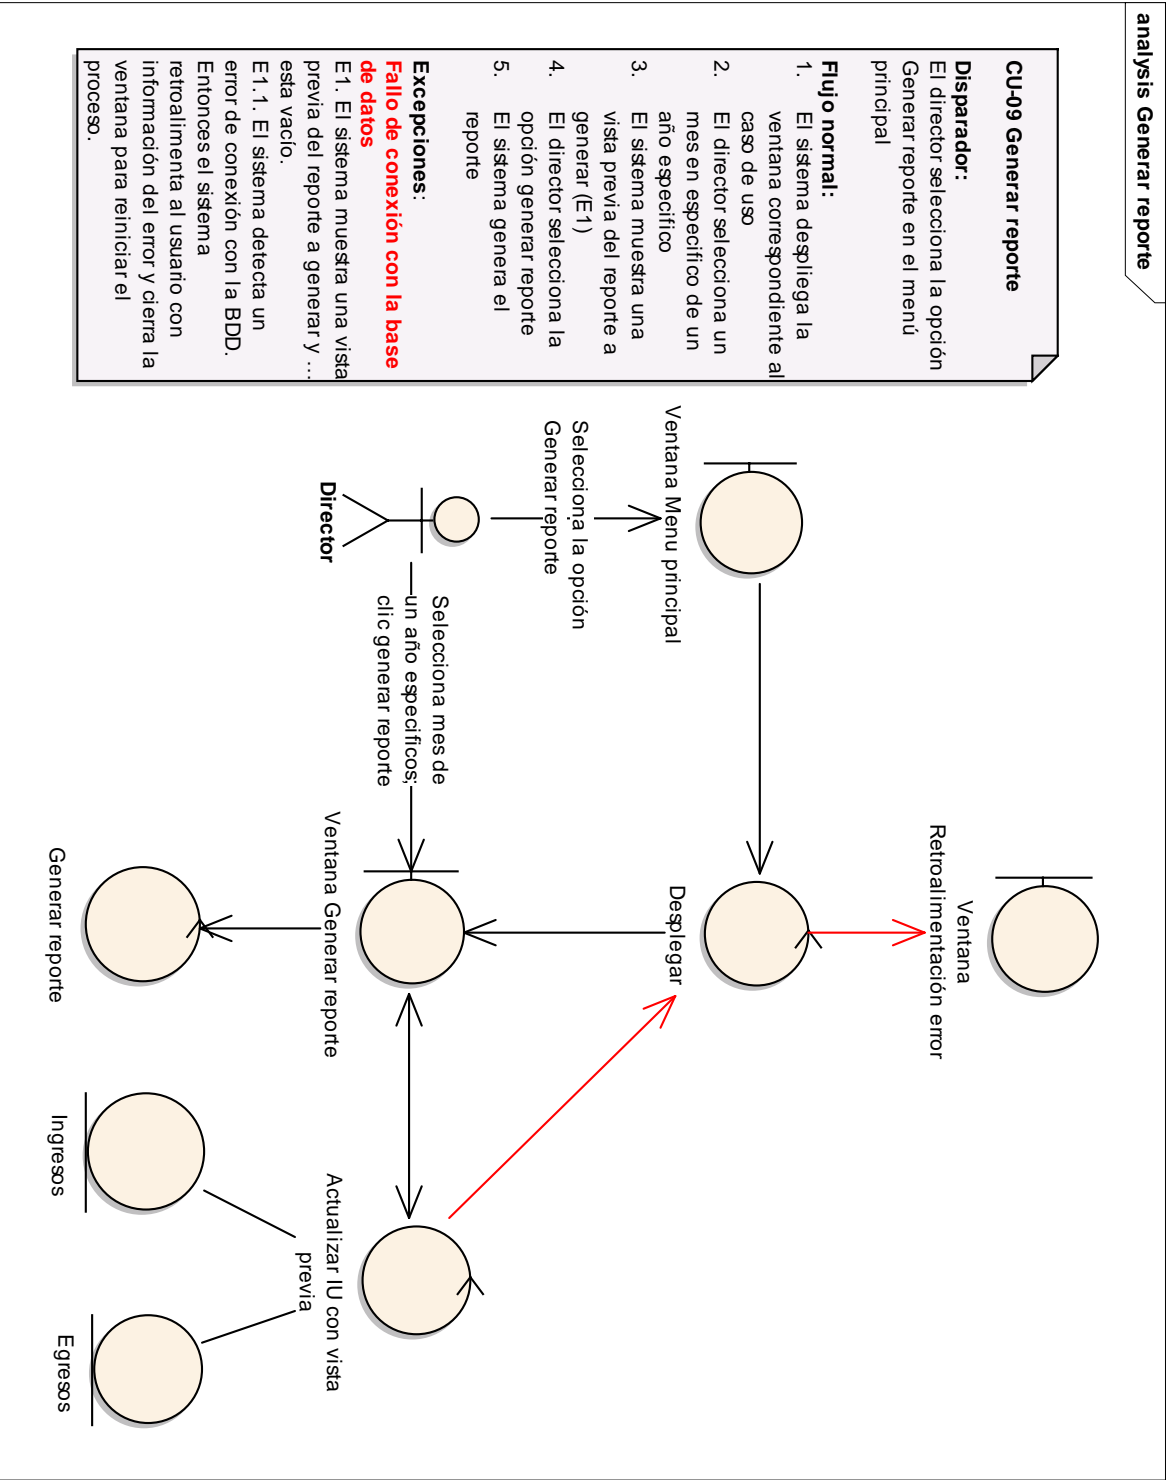 analysis Generar reporte
CU-09 Generar reporte
Disparador:
El director selecciona la opción
Generar reporte en el menú
principal
Flujo normal:
1. El sistema despliega la
ventana correspondiente al
caso de uso
2. El director selecciona un
mes en especifico de un
año especifico
3. El sistema muestra una
vista previa del reporte a
generar (E1)
4. El director selecciona la
opción generar reporte
5. El sistema genera el
reporte
Excepciones:
Fallo de conexión con la base
de datos
E1. El sistema muestra una vista
previa del reporte a generar y ...
esta vacío.
E1.1. El sistema detecta un
error de conexión con la BDD.
Entonces el sistema
retroalimenta al usuario con
información del error y cierra la
ventana para reiniciar el
proceso.
Ventana
Retroalimentación error
Ventana Menu principal
Desplegar
Selecciona la opción
Generar reporte
Director
Selecciona mes de
un año especificos;
clic generar reporte
Ventana Generar reporte
Actualizar IU con vista
previa
Generar reporte
Ingresos
Egresos